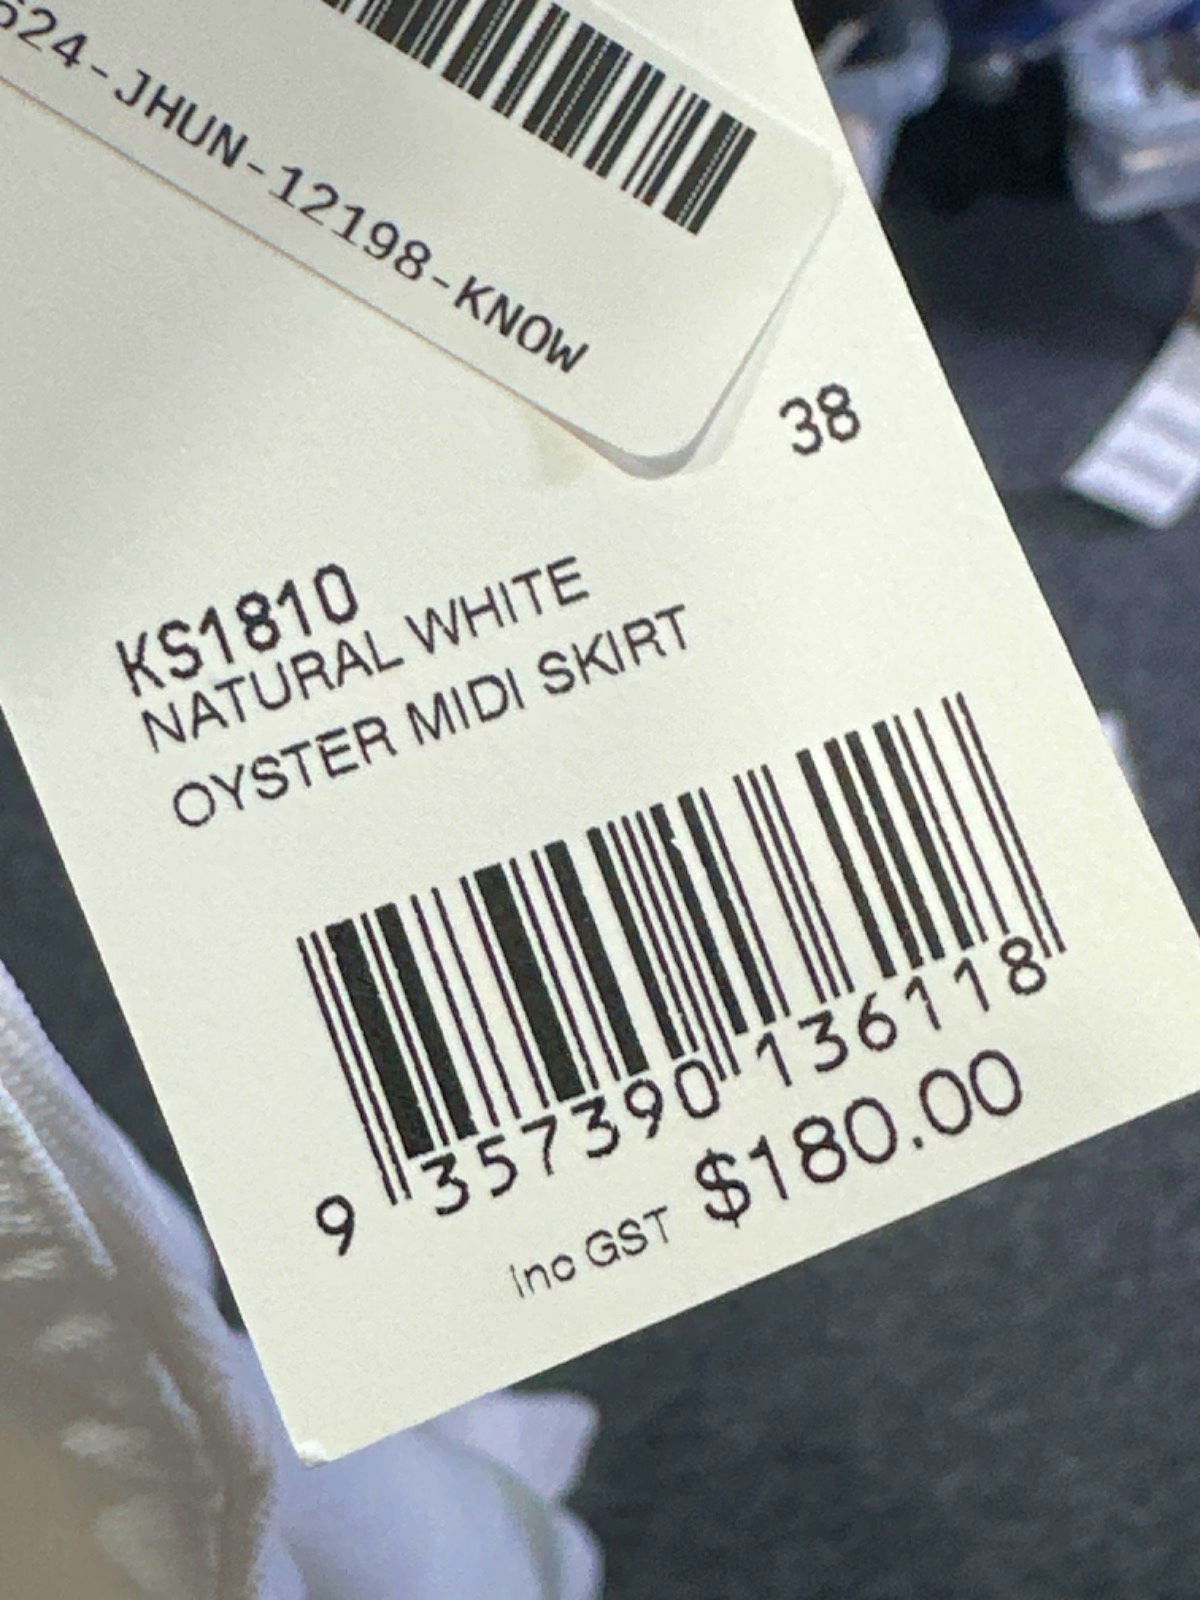 524-JHUN-12198-KNOW
38
KS1810
NATURAL WHITE
OYSTER MIDI SKIRT
9 357390 136118
inc GST $180.00